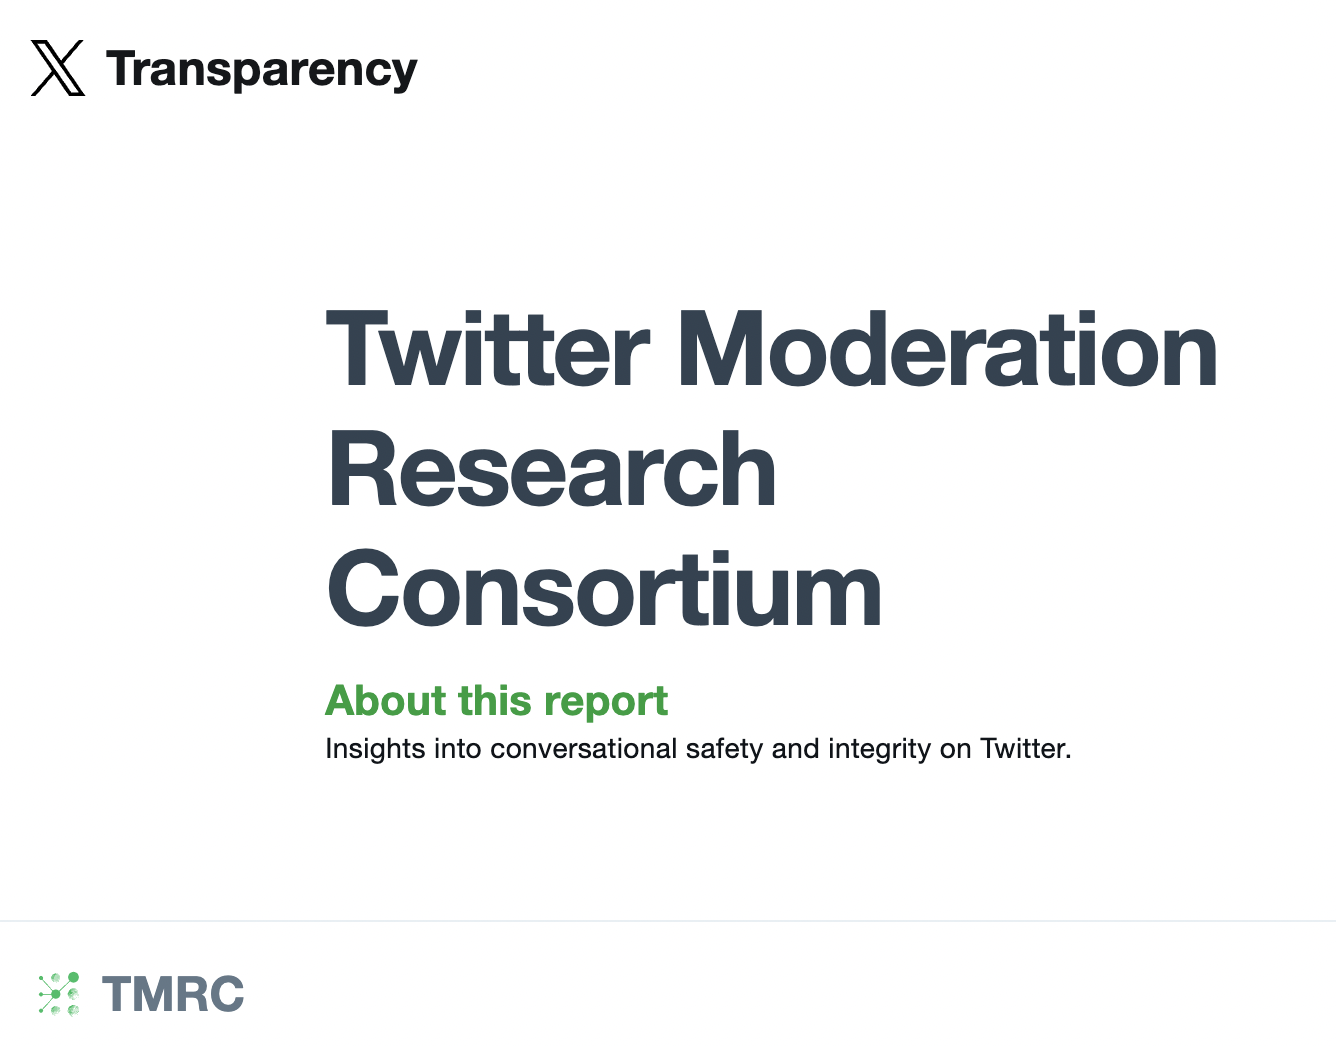 Transparency
Twitter Moderation
Research
Consortium
About this report
Insights into conversational safety and integrity on Twitter.
TMRC